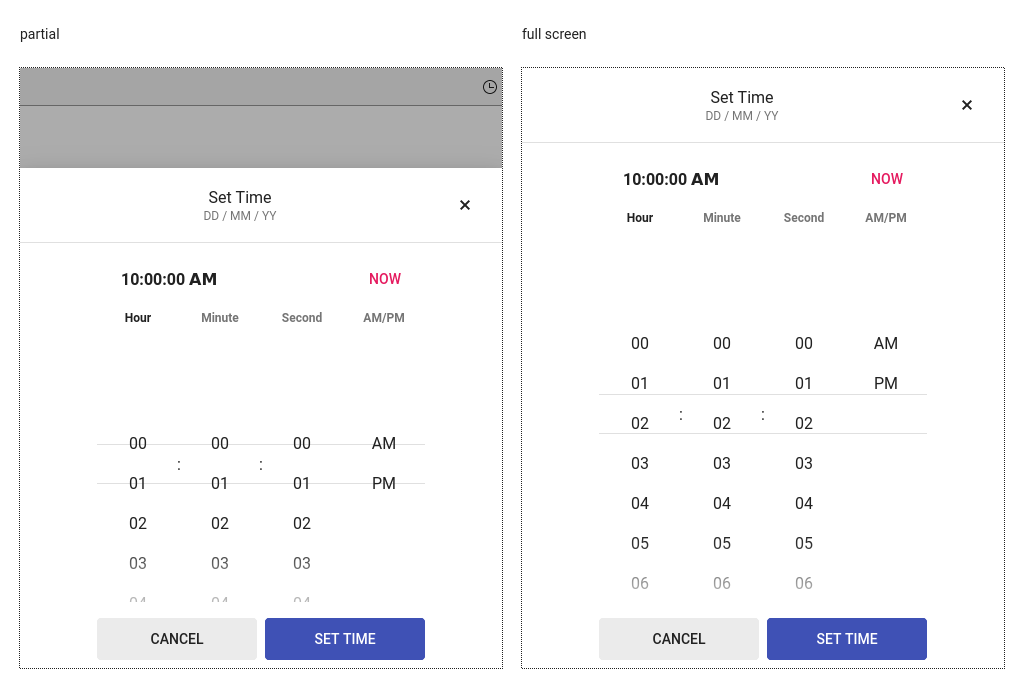 partial
Set Time
DD / MM / YY
×
10:00:00 AM NOW
Hour Minute Second AM/PM
00 00 00 AM
: :
01 01 01 PM
02 02 02
03 03 03
04 04 04
CANCEL SET TIME
full screen
Set Time
DD / MM / YY
×
10:00:00 AM NOW
Hour Minute Second AM/PM
00 00 00 AM
01 01 01 PM
02 : 02 : 02
03 03 03
04 04 04
05 05 05
06 06 06
CANCEL SET TIME